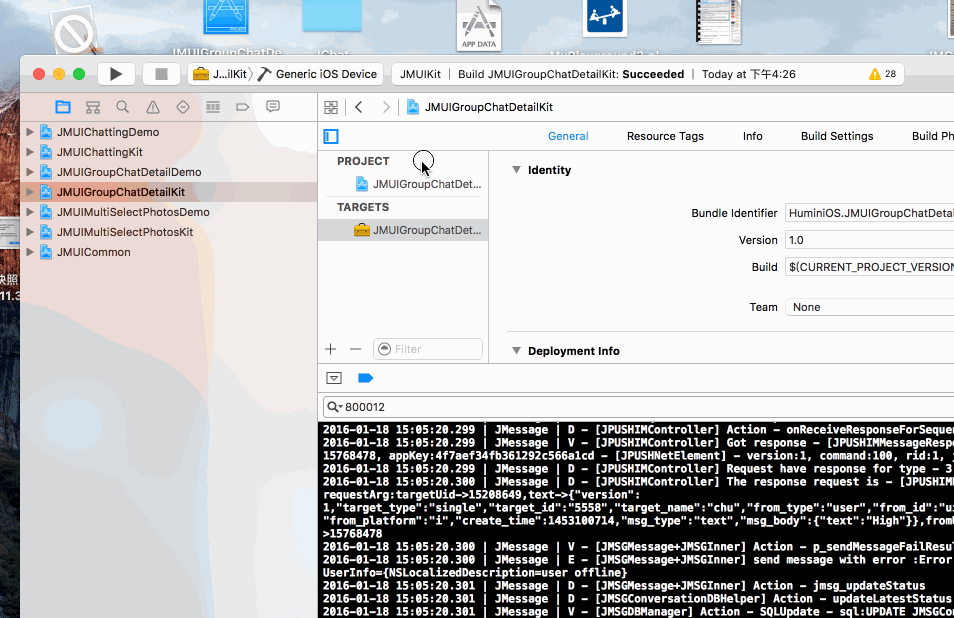 APP DATA
JMUIGroupChatDe...
iChat
J...ilKit
Generic iOS Device
JMUIKit | Build JMUIGroupChatDetailKit: Succeeded | Today at 下午4:26
28
JMUIGroupChatDetailKit
JMUIChattingDemo
JMUIChattingKit
JMUIGroupChatDetailDemo
JMUIGroupChatDetailKit
JMUIMultiSelectPhotosDemo
JMUIMultiSelectPhotosKit
JMUICommon
General
Resource Tags
Info
Build Settings
Build Ph
PROJECT
JMUIGroupChatDet...
TARGETS
JMUIGroupChatDet...
Filter
Identity
Bundle Identifier
HuminiOS.JMUIGroupChatDetai
Version
1.0
Build
$(CURRENT_PROJECT_VERSION
Team
None
Deployment Info
800012
2016-01-18 15:05:20.299 | JMessage | D - [JPUSHIMController] Action - onReceiveResponseForSequen
2016-01-18 15:05:20.299 | JMessage | V - [JPUSHIMController] Got response - [JPUSHIMMessageRespo
15768478, appKey:4f7aef34fb361292c566a1cd - [JPUSHNetElement] - version:1, command:100, rid:1,
2016-01-18 15:05:20.299 | JMessage | D - [JPUSHIMController] Request have response for type - 3
2016-01-18 15:05:20.300 | JMessage | D - [JPUSHIMController] The response request is - [JPUSHIM
requestArg:targetUid->15208649,text->{"version":
1,"target_type":"single","target_id":"5558","target_name":"chu","from_type":"user","from_id":"u
"from_platform":"i","create_time":1453100714,"msg_type":"text","msg_body":{"text":"High"}},from
>15768478
2016-01-18 15:05:20.300 | JMessage | V - [JMSGMessage+JMSGInner] Action - p_sendMessageFailResul
2016-01-18 15:05:20.300 | JMessage | E - [JMSGMessage+JMSGInner] send message with error :Error
UserInfo={NSLocalizedDescription=user offline}
2016-01-18 15:05:20.301 | JMessage | D - [JMSGMessage+JMSGInner] Action - jmsg_updateStatus
2016-01-18 15:05:20.301 | JMessage | D - [JMSGConversationDBHelper] Action - updateLatestStatus
2016-01-18 15:05:20.301 | JMessage | V - [JMSGDBManager] Action - SQLUpdate - sql:UPDATE JMSGCon
快照
11.3